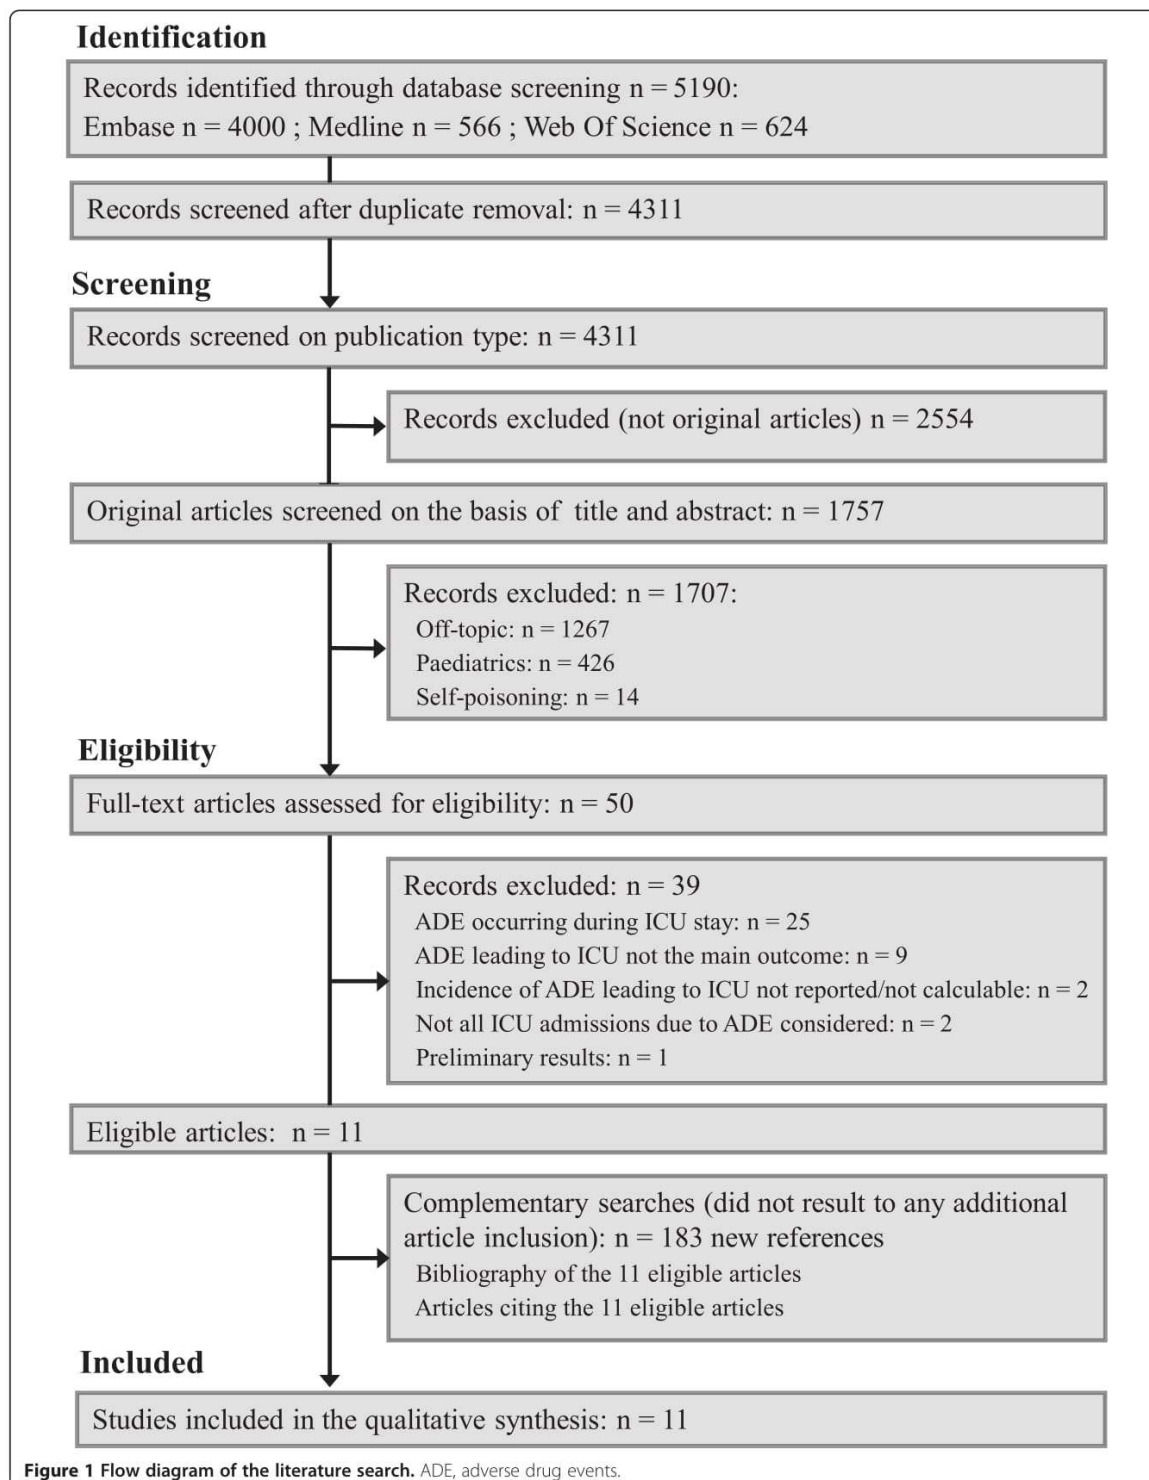 Identification
Records identified through database screening n = 5190:
Embase n = 4000 ; Medline n = 566 ; Web Of Science n = 624
Records screened after duplicate removal: n = 4311
Screening
Records screened on publication type: n = 4311
Records excluded (not original articles) n = 2554
Original articles screened on the basis of title and abstract: n = 1757
Records excluded: n = 1707:
Off-topic: n = 1267
Paediatrics: n = 426
Self-poisoning: n = 14
Eligibility
Full-text articles assessed for eligibility: n = 50
Records excluded: n = 39
ADE occurring during ICU stay: n = 25
ADE leading to ICU not the main outcome: n = 9
Incidence of ADE leading to ICU not reported/not calculable: n = 2
Not all ICU admissions due to ADE considered: n = 2
Preliminary results: n = 1
Eligible articles: n = 11
Complementary searches (did not result to any additional
article inclusion): n = 183 new references
Bibliography of the 11 eligible articles
Articles citing the 11 eligible articles
Included
Studies included in the qualitative synthesis: n = 11
Figure 1 Flow diagram of the literature search. ADE, adverse drug events.